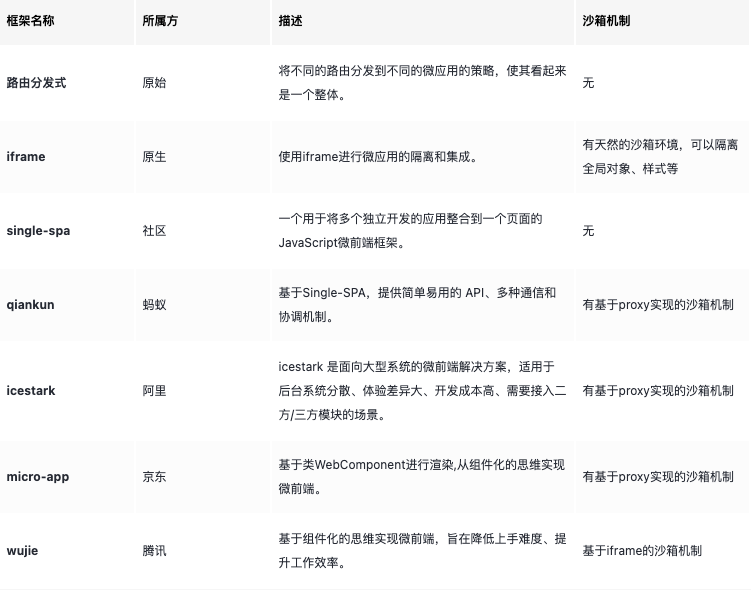 框架名称 所属方 描述 沙箱机制
路由分发式 原始 将不同的路由分发到不同的微应用的策略，使其看起来
是一个整体。 无
iframe 原生 使用iframe进行微应用的隔离和集成。 有天然的沙箱环境，可以隔离
全局对象、样式等
single-spa 社区 一个用于将多个独立开发的应用整合到一个页面的
JavaScript微前端框架。 无
qiankun 蚂蚁 基于Single-SPA，提供简单易用的 API、多种通信和
协调机制。 有基于proxy实现的沙箱机制
icestark 阿里 icestark 是面向大型系统的微前端解决方案，适用于
后台系统分散、体验差异大、开发成本高、需要接入二
方/三方模块的场景。 有基于proxy实现的沙箱机制
micro-app 京东 基于类WebComponent进行渲染,从组件化的思维实现
微前端。 有基于proxy实现的沙箱机制
wujie 腾讯 基于组件化的思维实现微前端，旨在降低上手难度、提
升工作效率。 基于iframe的沙箱机制